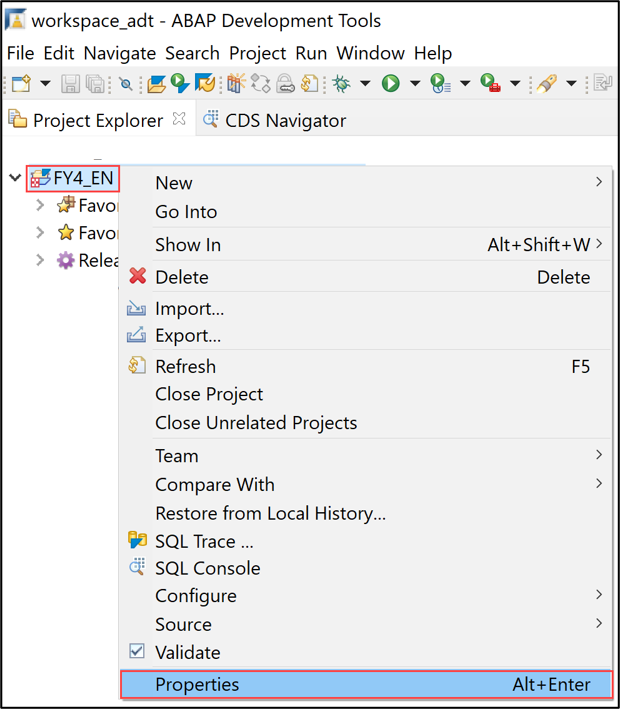 workspace_adt - ABAP Development Tools
File Edit Navigate Search Project Run Window Help
Project Explorer CDS Navigator
FY4_EN
New
Favor
Go Into
Favor
Show In Alt+Shift+W
Relea
Delete Delete
Import...
Export...
Refresh F5
Close Project
Close Unrelated Projects
Team
Compare With
Restore from Local History...
SQL Trace ...
SQL Console
Configure
Source
Validate
Properties Alt+Enter